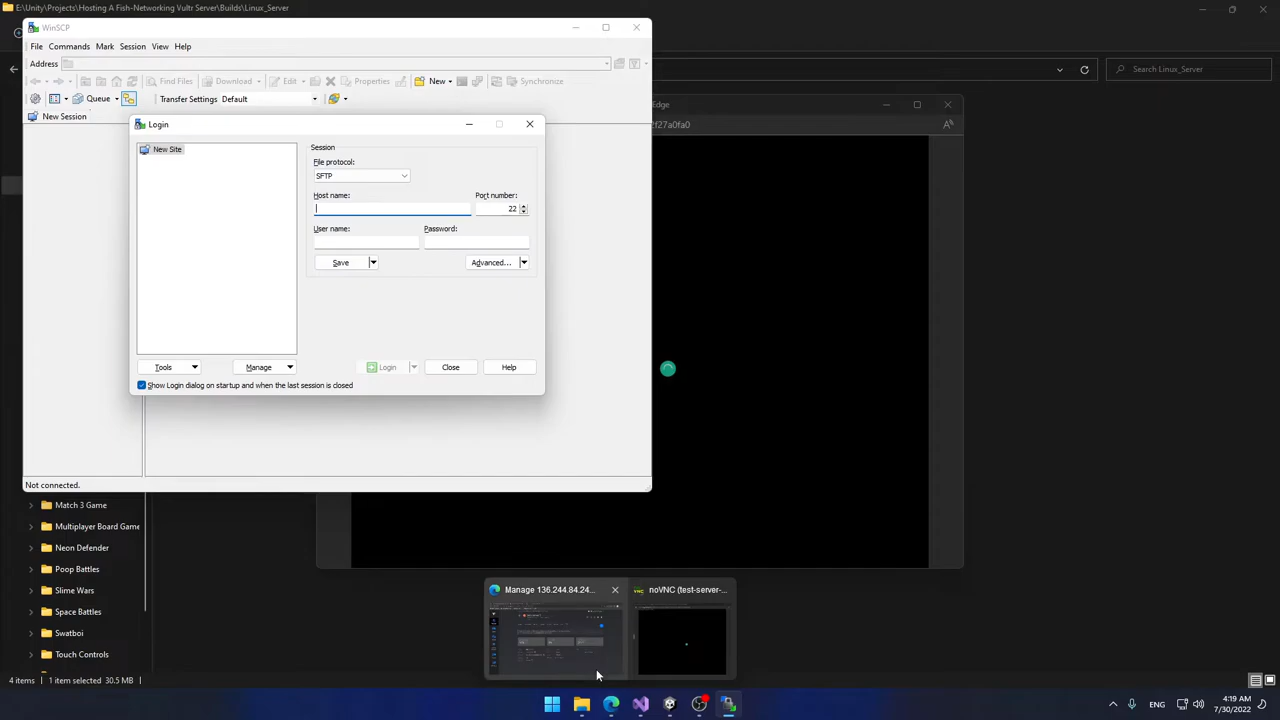 E:\Unity\Projects\Hosting A Fish-Networking Vultr Server\Builds\Linux_Server
WinSCP
File Commands Mark Session View Help
Address
Search Linux_Server
Find Files Download Edit Properties New Synchronize
Queue Transfer Settings Default
Edge
New Session
Login
2f27a0fa0
New Site
Session
File protocol:
SFTP
Host name:
Port number:
22
User name:
Password:
Save
Advanced...
Tools
Manage
Login
Close
Help
Show Login dialog on startup and when the last session is closed
Not connected.
Match 3 Game
Multiplayer Board Game
Neon Defender
Poop Battles
Slime Wars
Space Battles
Swatboi
Touch Controls
Manage 136.244.84.24...
noVNC (test-server-...
4 items 1 item selected 30.5 MB
ENG
4:19 AM
7/30/2022